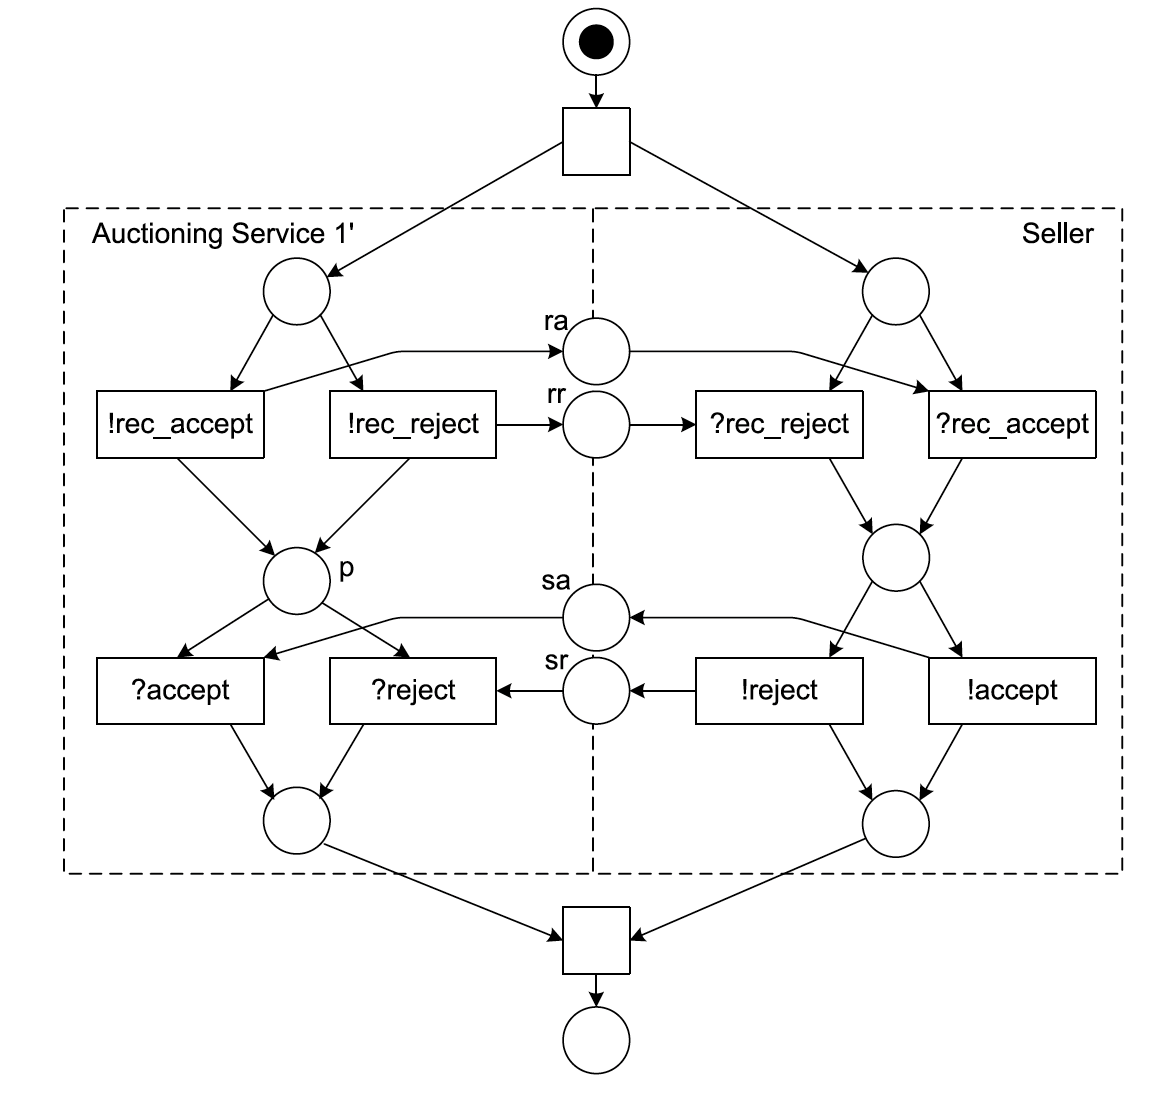 Auctioning Service 1'
Seller
ra
rr
!rec_accept
!rec_reject
?rec_reject
?rec_accept
p
sa
sr
?accept
?reject
!reject
!accept